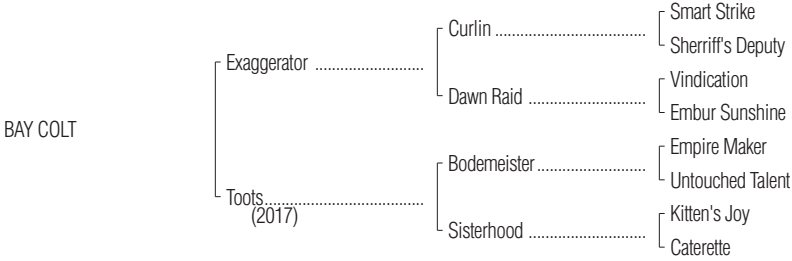 Smart Strike
Curlin ....................................
Sherriff's Deputy
Exaggerator ..........................
Vindication
Dawn Raid ............................
Embur Sunshine
BAY COLT
Empire Maker
Bodemeister..........................
Untouched Talent
Toots......................................
(2017)
Kitten's Joy
Sisterhood ............................
Caterette